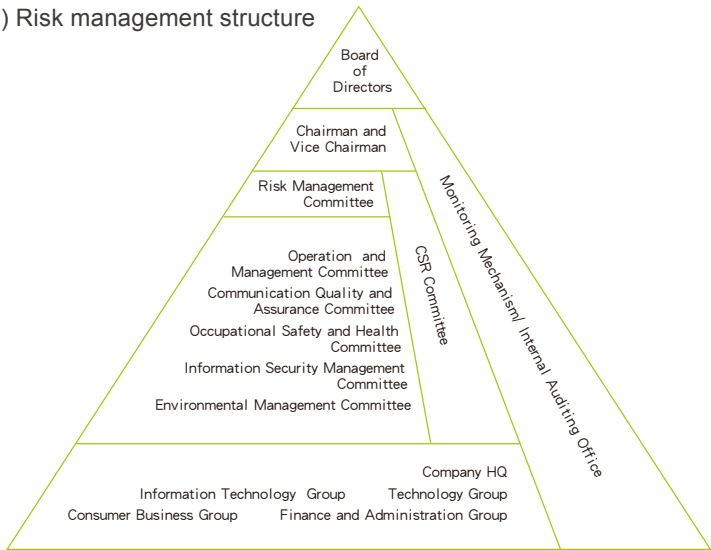 ) Risk management structure
Board
of
Directors
Chairman and
Vice Chairman
Risk Management
Committee
Operation and
Management Committee
Communication Quality and
Assurance Committee
Occupational Safety and Health
Committee
Information Security Management
Committee
Environmental Management Committee
CSR Committee
Monitoring Mechanism/ Internal Auditing Office
Company HQ
Information Technology Group Technology Group
Consumer Business Group Finance and Administration Group